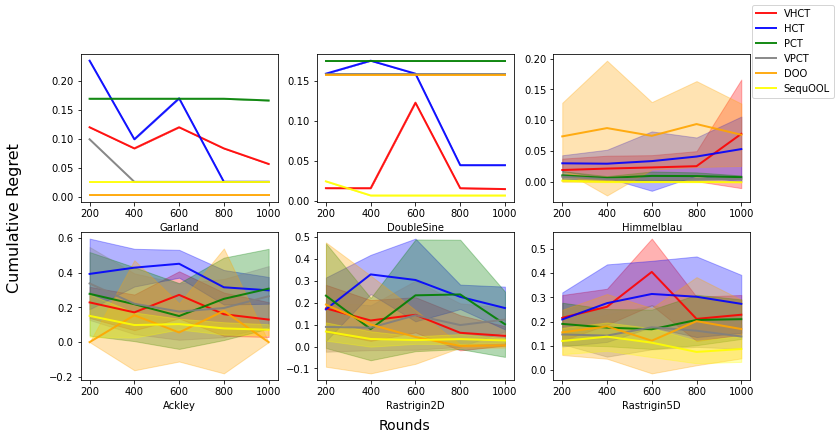 VHCT
HCT
PCT
VPCT
DOO
SequOOL
0.20
0.15
0.10
0.05
0.00
200 400 600 800 1000
Garland
0.15
0.10
0.05
0.00
200 400 600 800 1000
DoubleSine
0.20
0.15
0.10
0.05
0.00
200 400 600 800 1000
Himmelblau
Cumulative Regret
0.6
0.4
0.2
0.0
−0.2
200 400 600 800 1000
Ackley
0.5
0.4
0.3
0.2
0.1
0.0
−0.1
200 400 600 800 1000
Rastrigin2D
0.5
0.4
0.3
0.2
0.1
0.0
200 400 600 800 1000
Rastrigin5D
Rounds